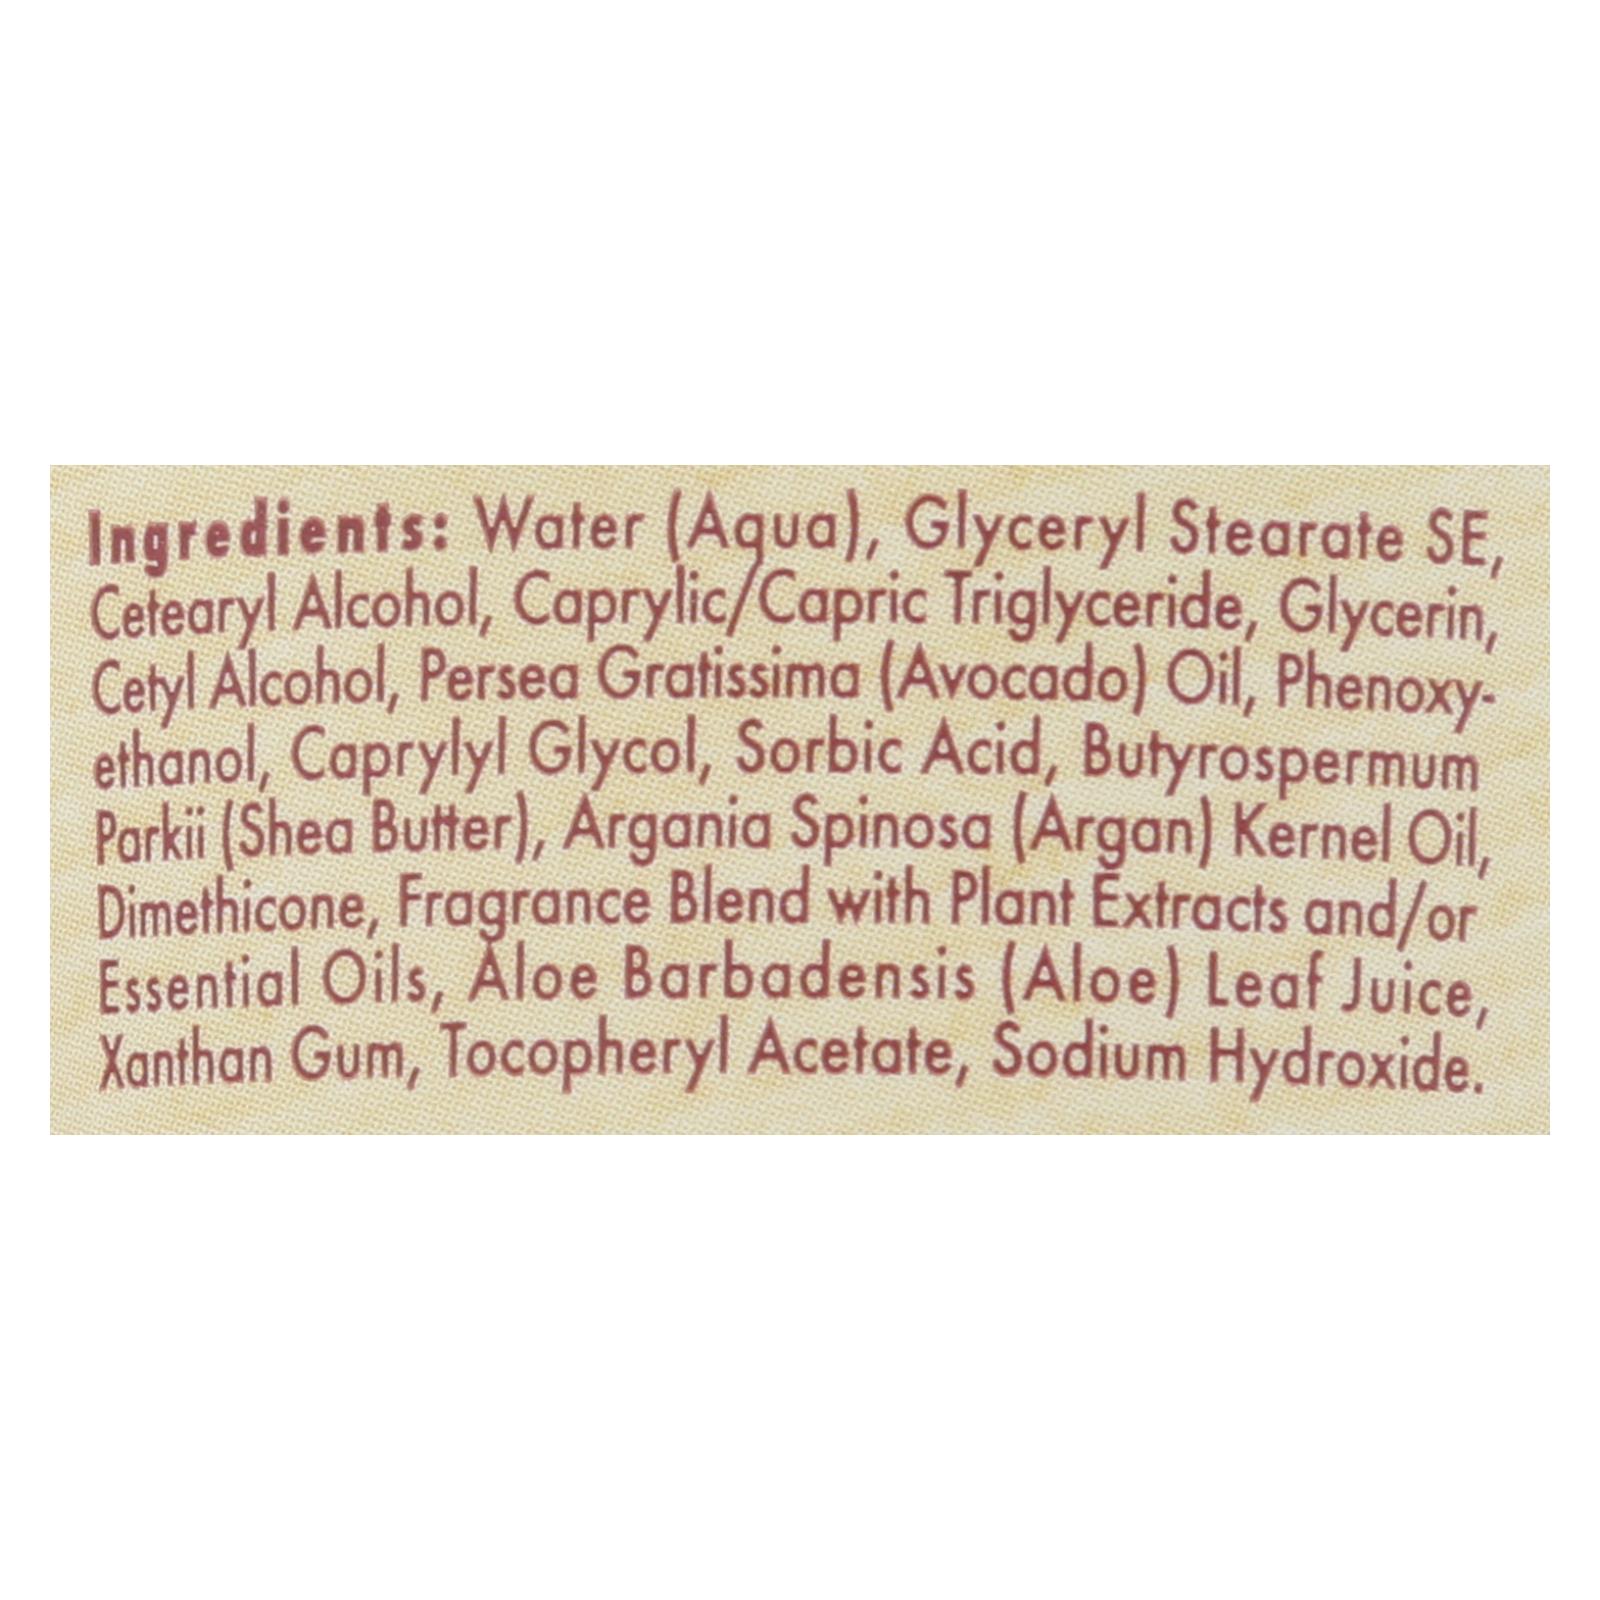 Ingredients: Water (Aqua), Glyceryl Stearate SE,
Cetearyl Alcohol, Caprylic/Capric Triglyceride, Glycerin,
Cetyl Alcohol, Persea Gratissima (Avocado) Oil, Phenoxy-
ethanol, Caprylyl Glycol, Sorbic Acid, Butyrospermum
Parkii (Shea Butter), Argania Spinosa (Argan) Kernel Oil,
Dimethicone, Fragrance Blend with Plant Extracts and/or
Essential Oils, Aloe Barbadensis (Aloe) Leaf Juice,
Xanthan Gum, Tocopheryl Acetate, Sodium Hydroxide.